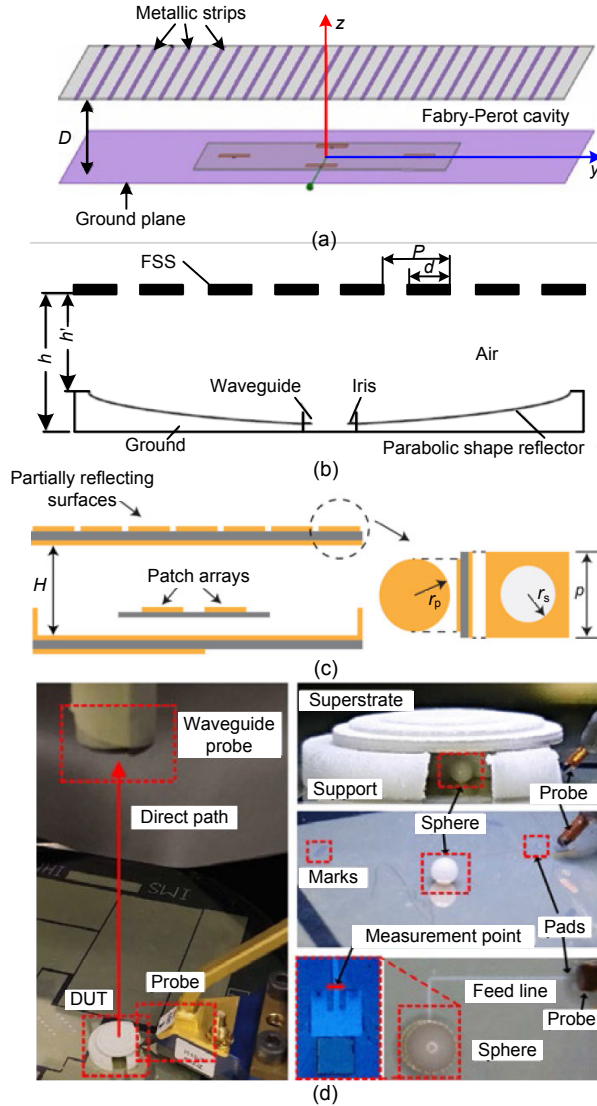 Metallic strips
z
D
Fabry-Perot cavity
y
Ground plane
(a)
FSS
P
d
h
h'
Air
Waveguide
Iris
Ground
Parabolic shape reflector
(b)
Partially reflecting
surfaces
H
Patch arrays
rp
rs
p
(c)
Waveguide
probe
Direct path
IMS
DUT
Probe
Superstrate
Support
Probe
Sphere
Marks
Pads
Measurement point
Feed line
Probe
Sphere
(d)